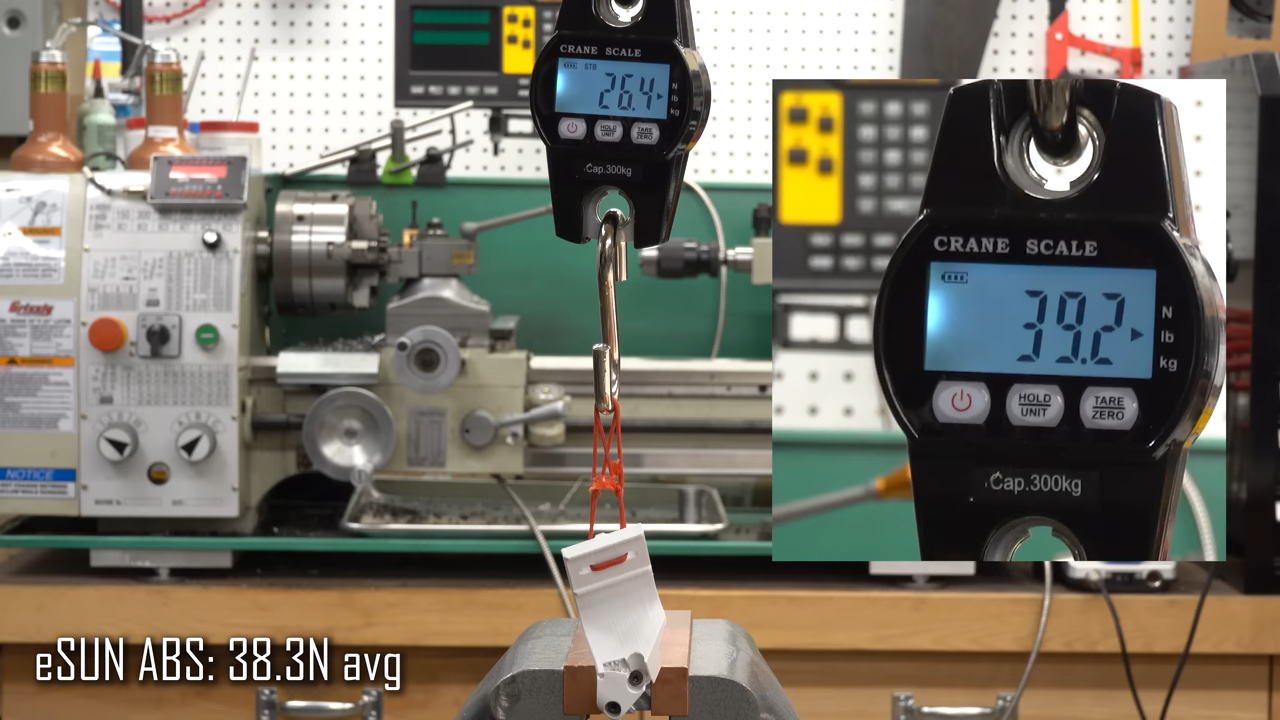 CRANE SCALE
STB
26.4
N
lb
kg
HOLD
UNIT
TARE
ZERO
Cap.300kg
CRANE SCALE
39.2
N
lb
kg
HOLD
UNIT
TARE
ZERO
Cap.300kg
Grizzly
NOTICE
eSUN ABS: 38.3N avg